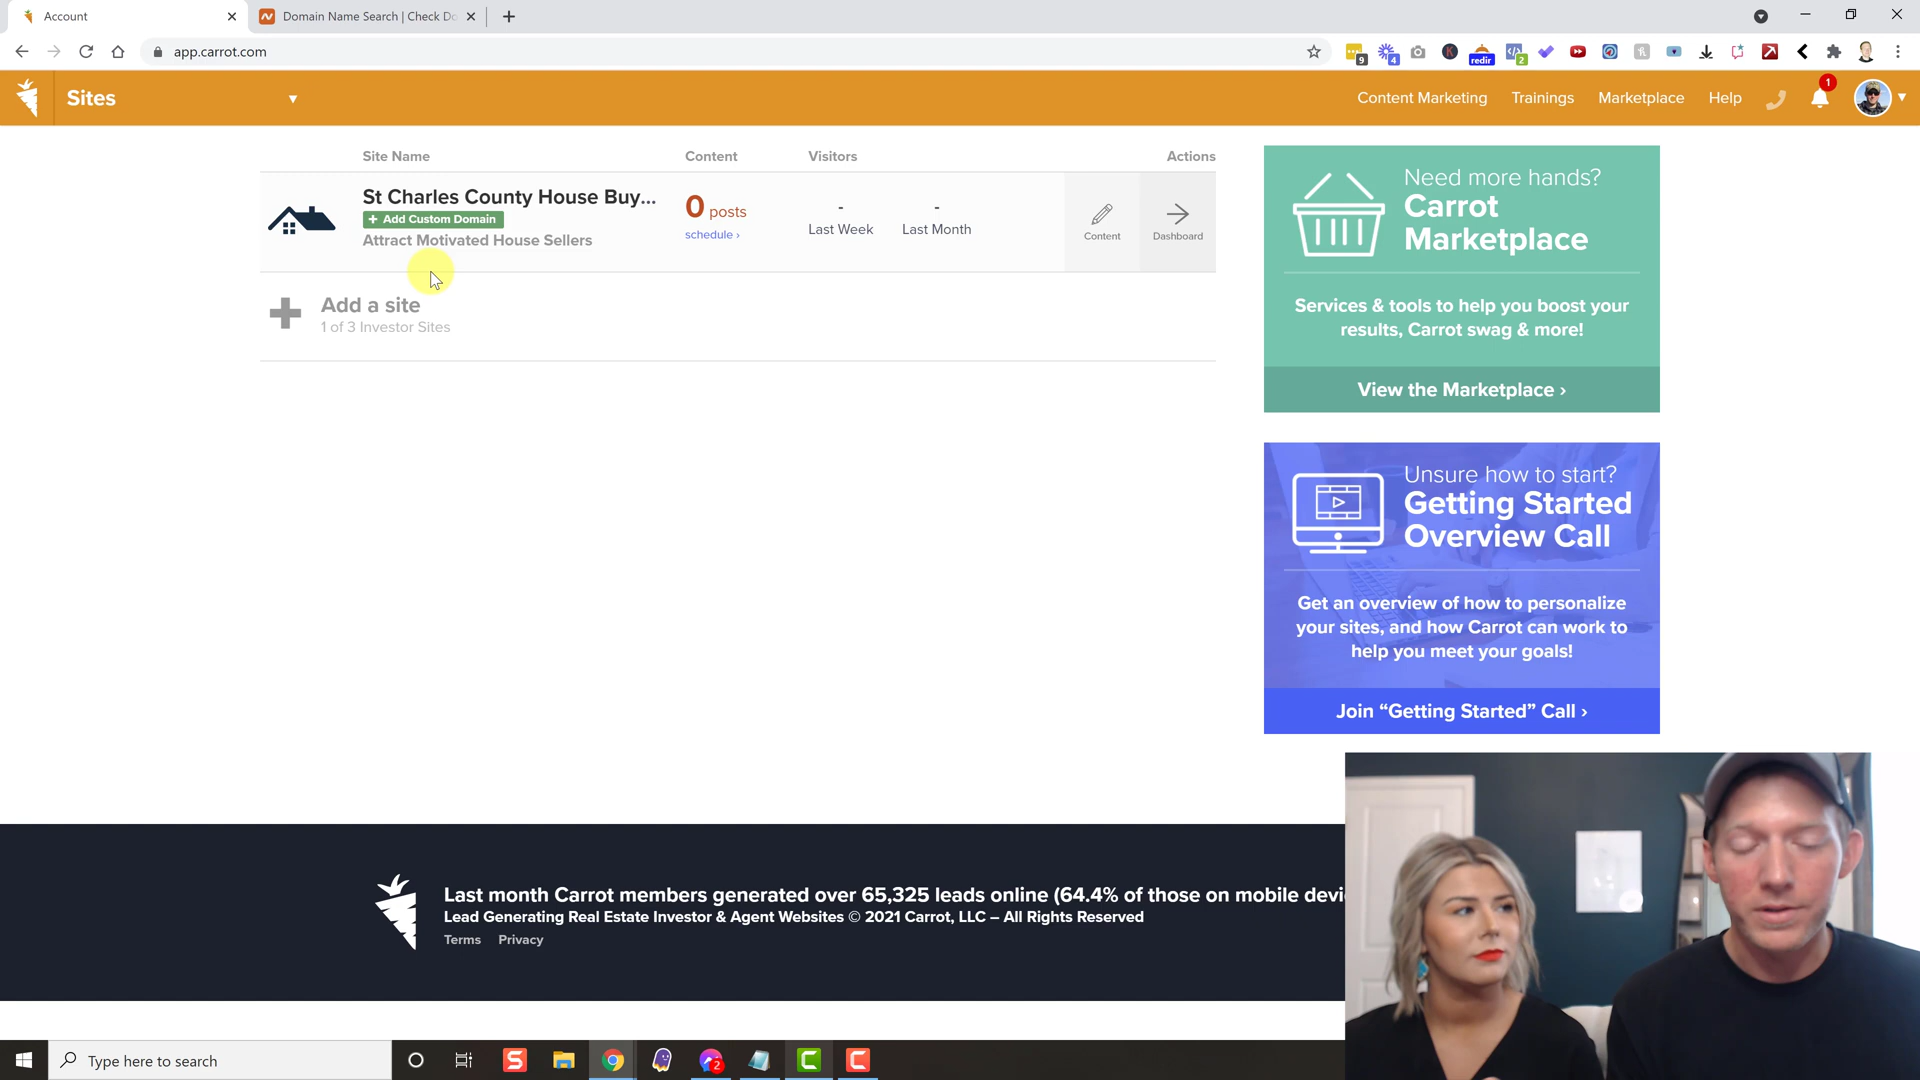 Account
Domain Name Search | Check Do
app.carrot.com
9
4
redir
2
Sites
Content Marketing
Trainings
Marketplace
Help
1
Site Name
Content
Visitors
Actions
St Charles County House Buy...
+ Add Custom Domain
Attract Motivated House Sellers
0 posts
schedule ›
-
Last Week
-
Last Month
Content
Dashboard
Add a site
1 of 3 Investor Sites
Need more hands?
Carrot
Marketplace
Services & tools to help you boost your
results, Carrot swag & more!
View the Marketplace ›
Unsure how to start?
Getting Started
Overview Call
Get an overview of how to personalize
your sites, and how Carrot can work to
help you meet your goals!
Join “Getting Started” Call ›
Last month Carrot members generated over 65,325 leads online (64.4% of those on mobile devi
Lead Generating Real Estate Investor & Agent Websites © 2021 Carrot, LLC – All Rights Reserved
Terms
Privacy
Type here to search
2